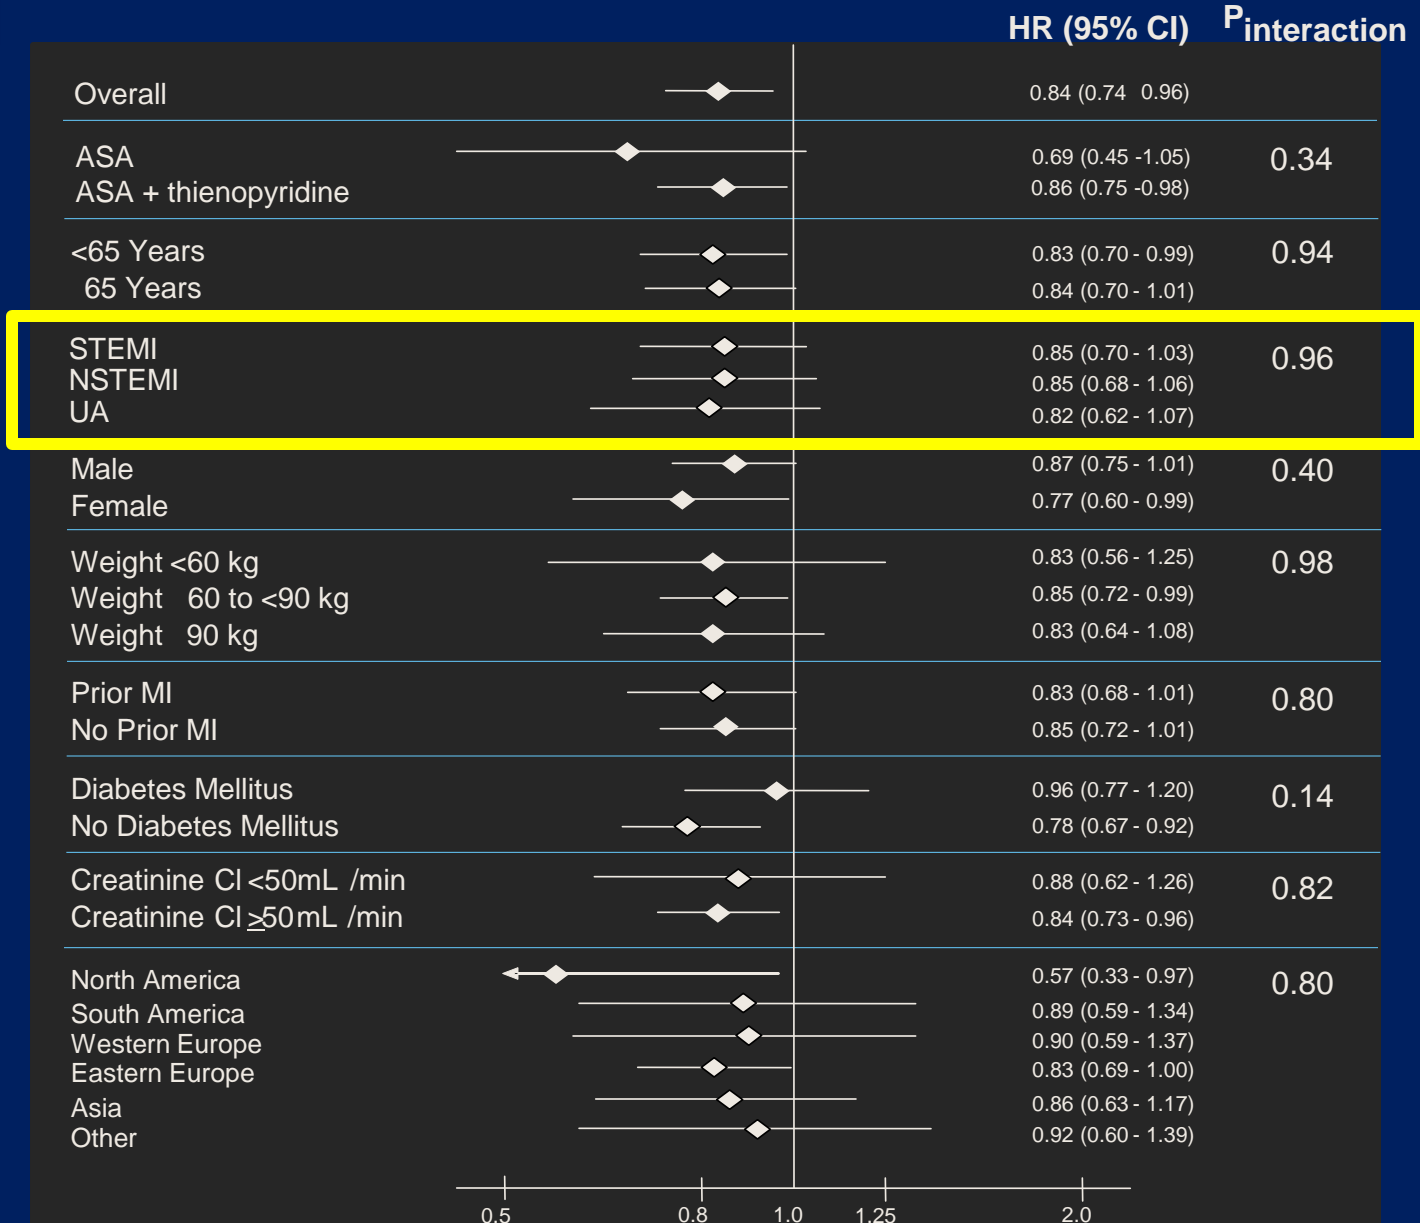 HR (95% CI) Pinteraction
Overall 0.84 (0.74 0.96)
ASA 0.69 (0.45 -1.05) 0.34
ASA + thienopyridine 0.86 (0.75 -0.98)
<65 Years 0.83 (0.70 - 0.99) 0.94
65 Years 0.84 (0.70 - 1.01)
STEMI 0.85 (0.70 - 1.03) 0.96
NSTEMI 0.85 (0.68 - 1.06)
UA 0.82 (0.62 - 1.07)
Male 0.87 (0.75 - 1.01) 0.40
Female 0.77 (0.60 - 0.99)
Weight <60 kg 0.83 (0.56 - 1.25) 0.98
Weight 60 to <90 kg 0.85 (0.72 - 0.99)
Weight 90 kg 0.83 (0.64 - 1.08)
Prior MI 0.83 (0.68 - 1.01) 0.80
No Prior MI 0.85 (0.72 - 1.01)
Diabetes Mellitus 0.96 (0.77 - 1.20) 0.14
No Diabetes Mellitus 0.78 (0.67 - 0.92)
Creatinine Cl <50mL /min 0.88 (0.62 - 1.26) 0.82
Creatinine Cl ≥50mL /min 0.84 (0.73 - 0.96)
North America 0.57 (0.33 - 0.97) 0.80
South America 0.89 (0.59 - 1.34)
Western Europe 0.90 (0.59 - 1.37)
Eastern Europe 0.83 (0.69 - 1.00)
Asia 0.86 (0.63 - 1.17)
Other 0.92 (0.60 - 1.39)
0.5 0.8 1.0 1.25 2.0